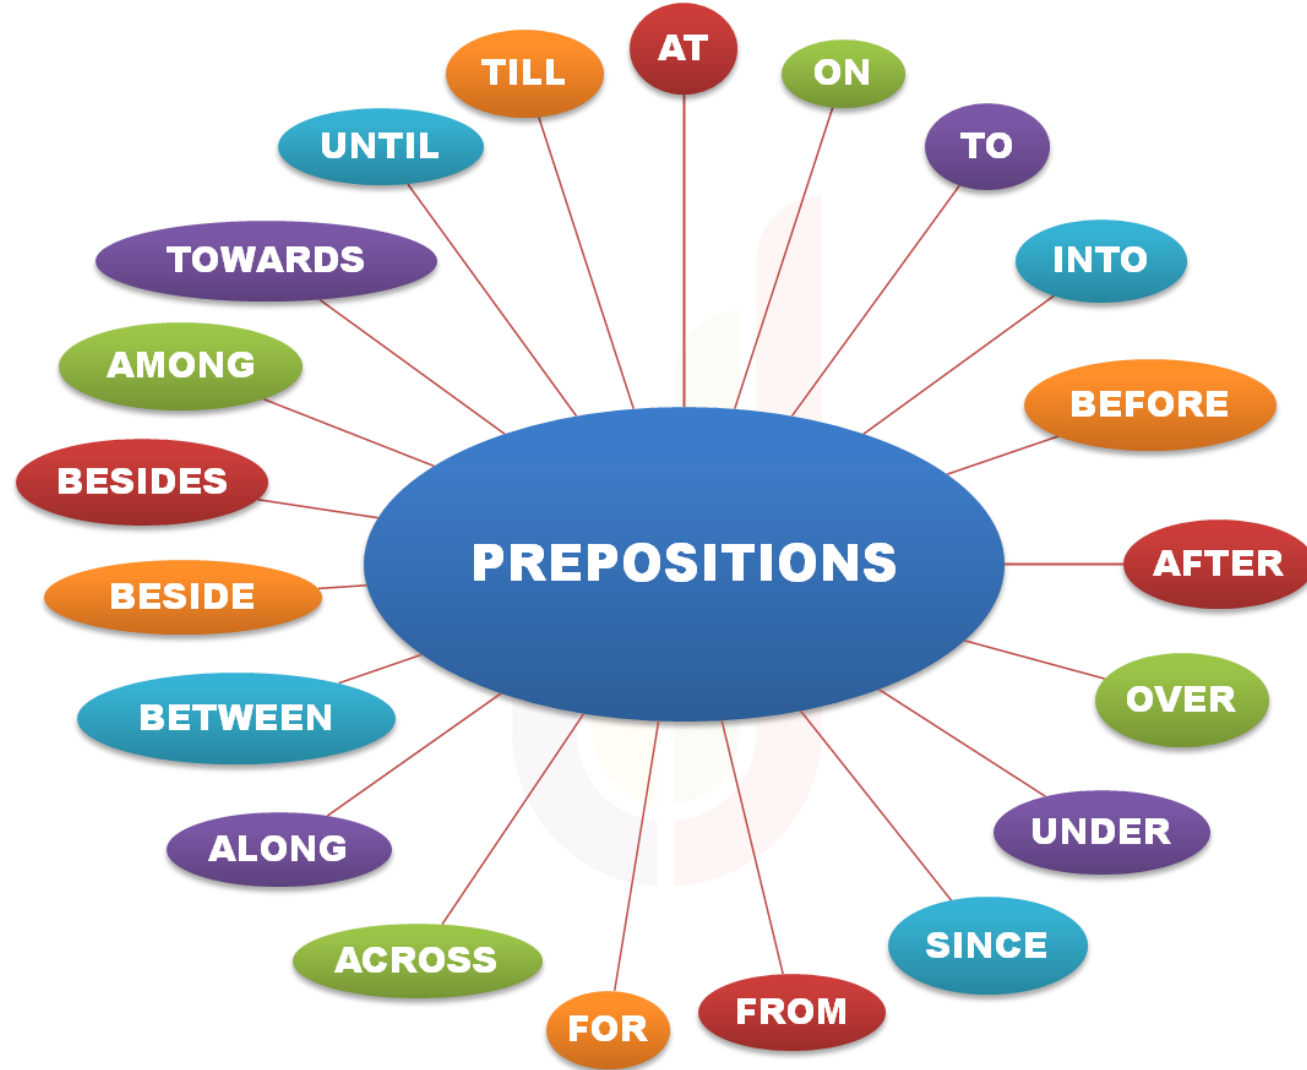 AT
ON
TO
INTO
BEFORE
AFTER
OVER
UNDER
SINCE
FROM
FOR
ACROSS
ALONG
BETWEEN
BESIDE
BESIDES
AMONG
TOWARDS
UNTIL
TILL
PREPOSITIONS